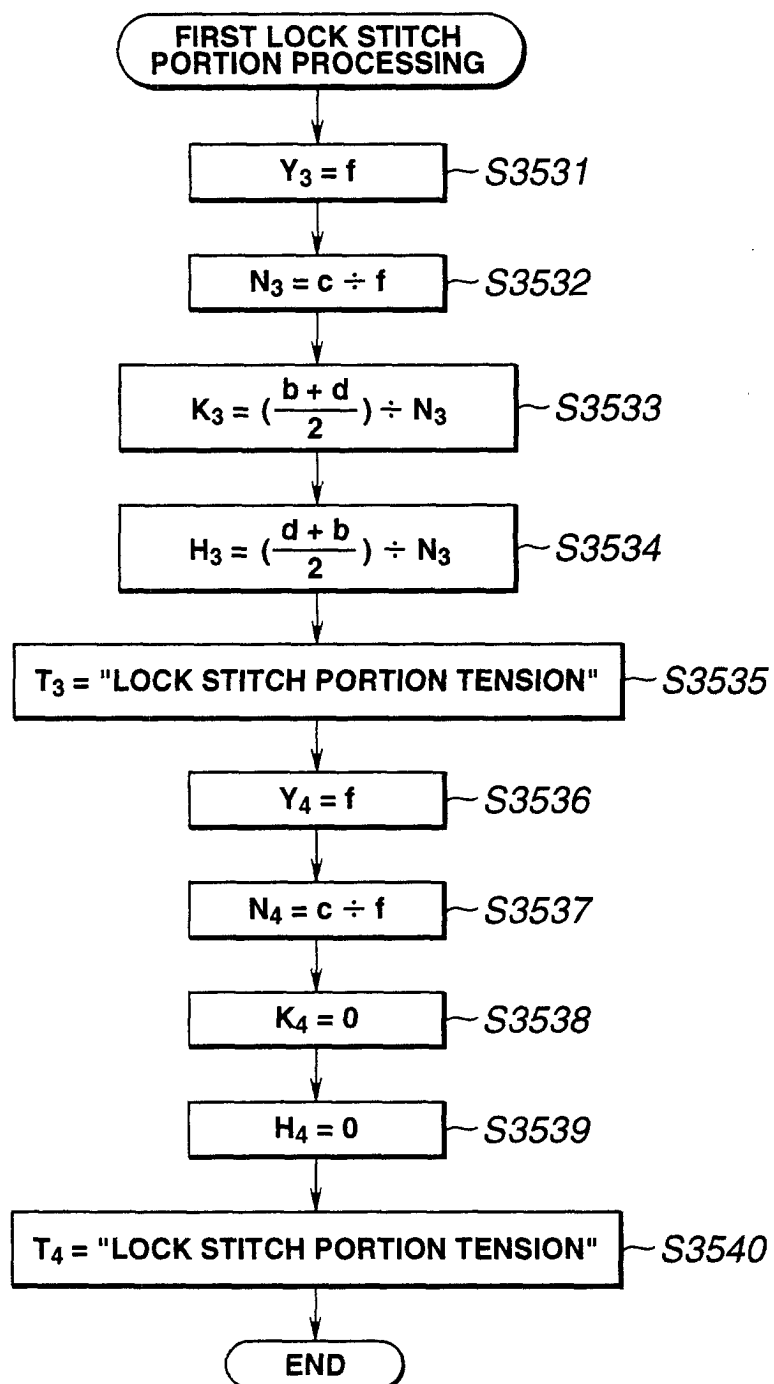 FIRST LOCK STITCH
PORTION PROCESSING
Y3 = f
S3531
N3 = c ÷ f
S3532
K3 = (b + d / 2) ÷ N3
S3533
H3 = (d + b / 2) ÷ N3
S3534
T3 = "LOCK STITCH PORTION TENSION"
S3535
Y4 = f
S3536
N4 = c ÷ f
S3537
K4 = 0
S3538
H4 = 0
S3539
T4 = "LOCK STITCH PORTION TENSION"
S3540
END